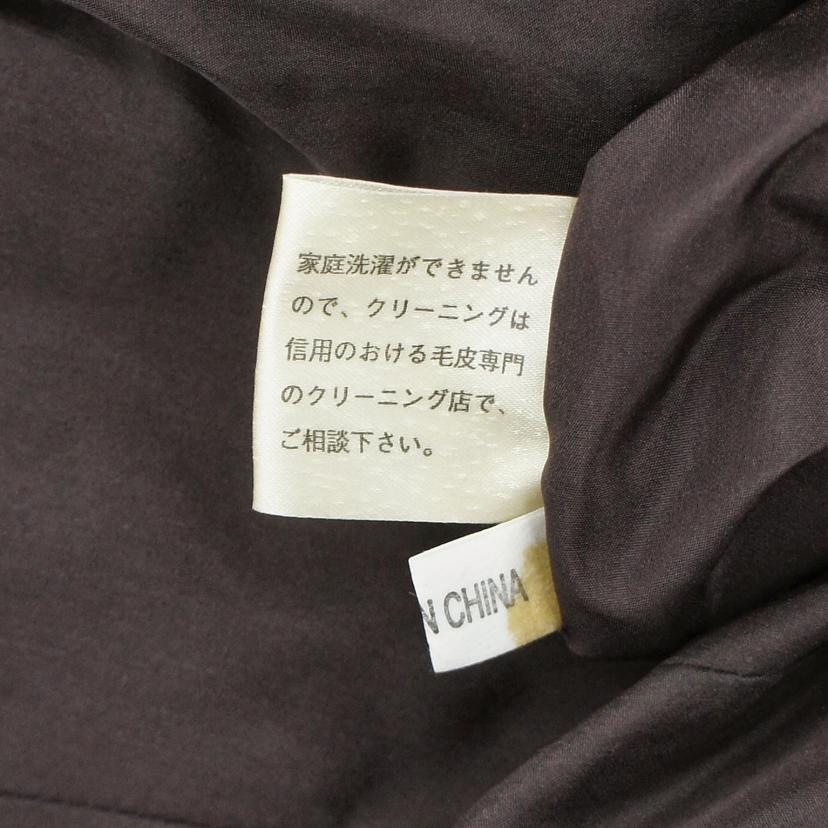 家庭洗濯ができません
ので、クリーニングは
信用のおける毛皮専門
のクリーニング店で、
ご相談下さい。
N CHINA